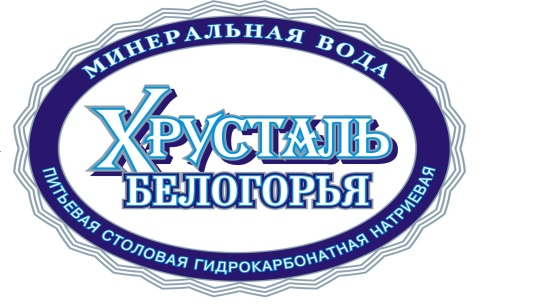 МИНЕРАЛЬНАЯ ВОДА
ХРУСТАЛЬ
БЕЛОГОРЬЯ
ПИТЬЕВАЯ СТОЛОВАЯ ГИДРОКАРБОНАТНАЯ НАТРИЕВАЯ